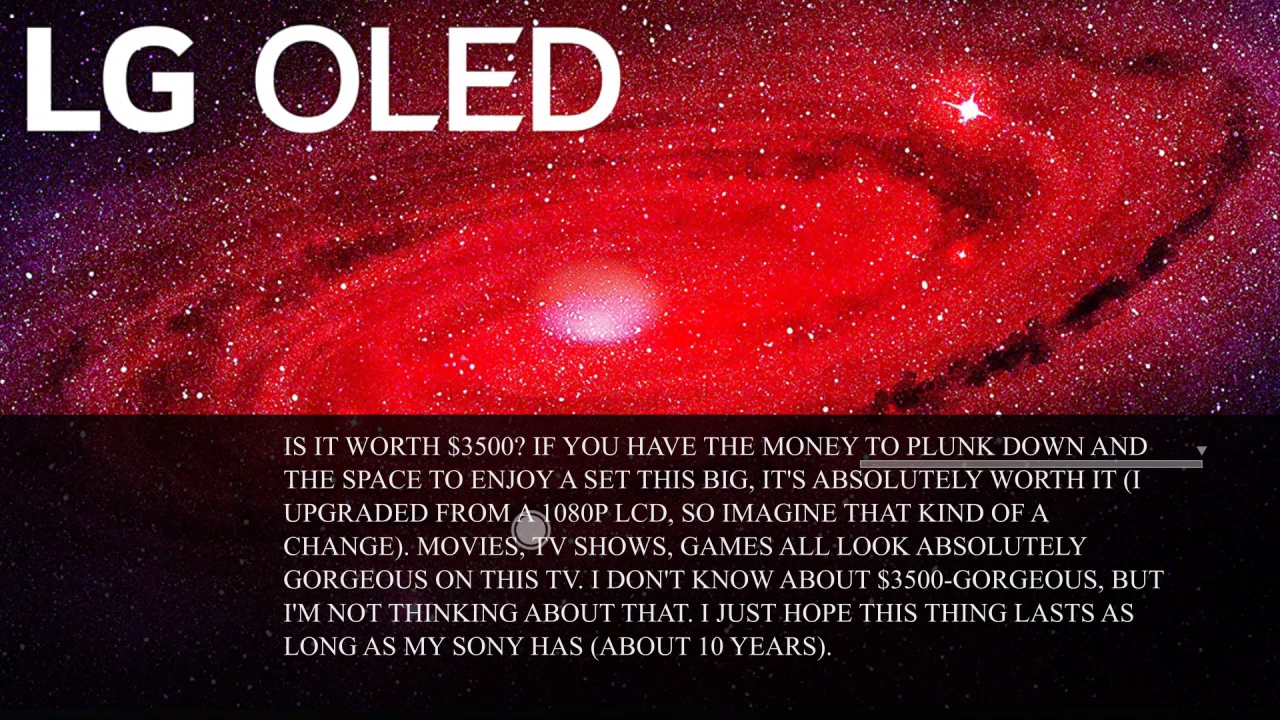 LG OLED
IS IT WORTH $3500? IF YOU HAVE THE MONEY TO PLUNK DOWN AND
THE SPACE TO ENJOY A SET THIS BIG, IT'S ABSOLUTELY WORTH IT (I
UPGRADED FROM A 1080P LCD, SO IMAGINE THAT KIND OF A
CHANGE). MOVIES, TV SHOWS, GAMES ALL LOOK ABSOLUTELY
GORGEOUS ON THIS TV. I DON'T KNOW ABOUT $3500-GORGEOUS, BUT
I'M NOT THINKING ABOUT THAT. I JUST HOPE THIS THING LASTS AS
LONG AS MY SONY HAS (ABOUT 10 YEARS).